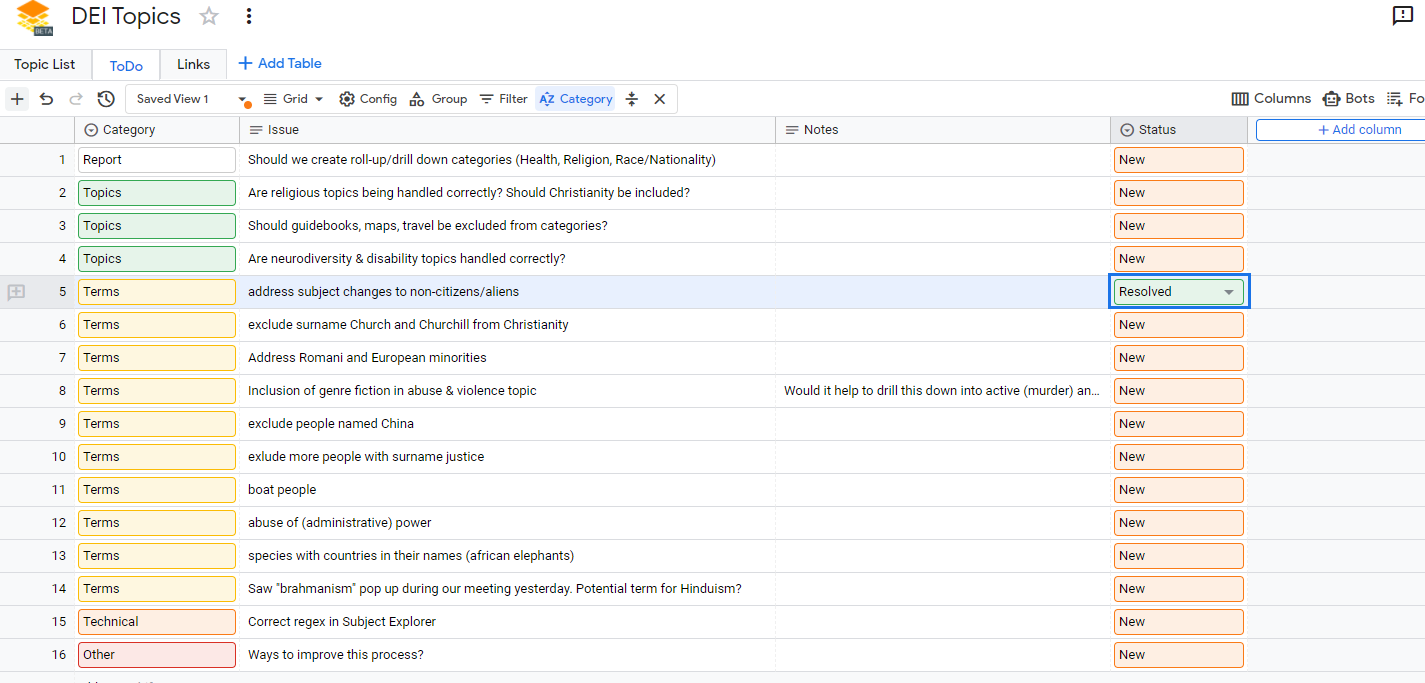 DEI Topics
BETA
Topic List ToDo Links + Add Table
Saved View 1 Grid Config Group Filter AZ Category Columns Bots Fo
Category Issue Notes Status + Add column
1 Report Should we create roll-up/drill down categories (Health, Religion, Race/Nationality) New
2 Topics Are religious topics being handled correctly? Should Christianity be included? New
3 Topics Should guidebooks, maps, travel be excluded from categories? New
4 Topics Are neurodiversity & disability topics handled correctly? New
5 Terms address subject changes to non-citizens/aliens Resolved
6 Terms exclude surname Church and Churchill from Christianity New
7 Terms Address Romani and European minorities New
8 Terms Inclusion of genre fiction in abuse & violence topic Would it help to drill this down into active (murder) an... New
9 Terms exclude people named China New
10 Terms exlude more people with surname justice New
11 Terms boat people New
12 Terms abuse of (administrative) power New
13 Terms species with countries in their names (african elephants) New
14 Terms Saw "brahmanism" pop up during our meeting yesterday. Potential term for Hinduism? New
15 Technical Correct regex in Subject Explorer New
16 Other Ways to improve this process? New